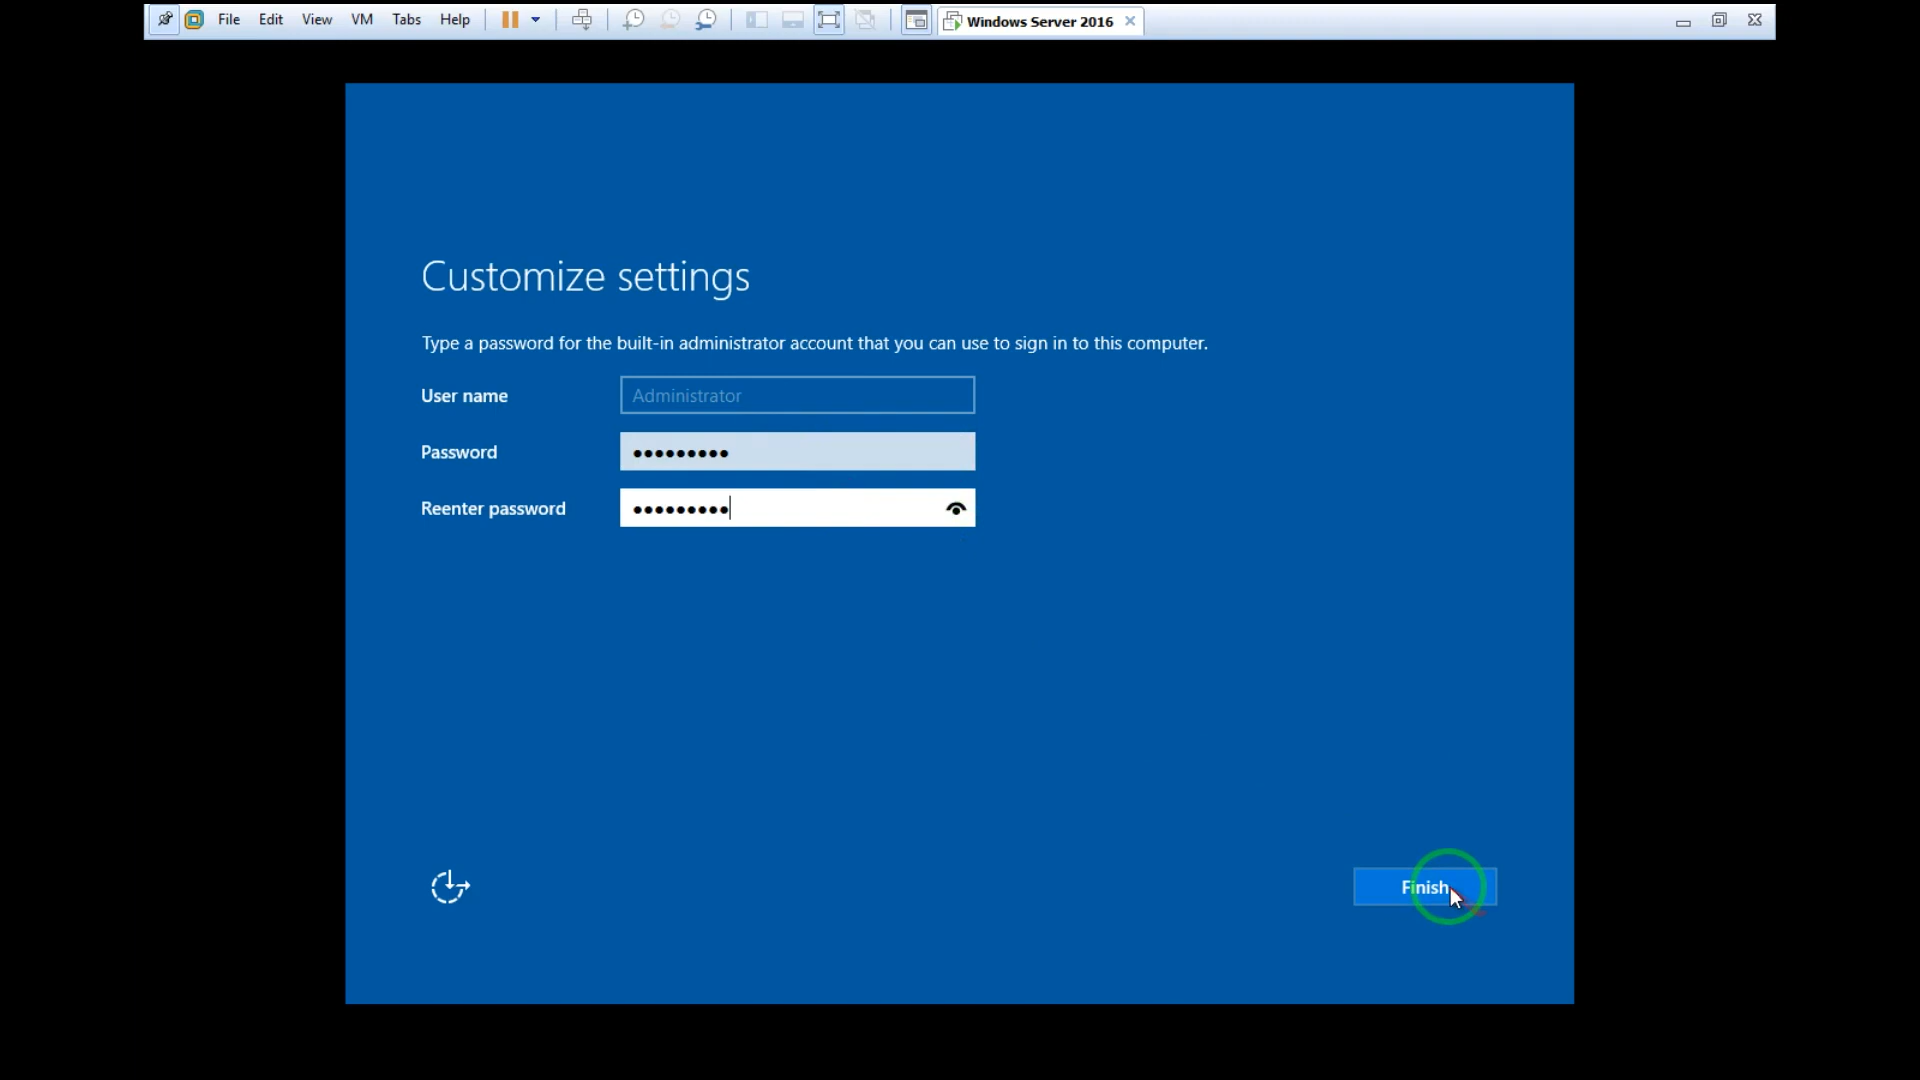 File Edit View VM Tabs Help Windows Server 2016
Customize settings
Type a password for the built-in administrator account that you can use to sign in to this computer.
User name Administrator
Password •••••••••
Reenter password •••••••••
Finish